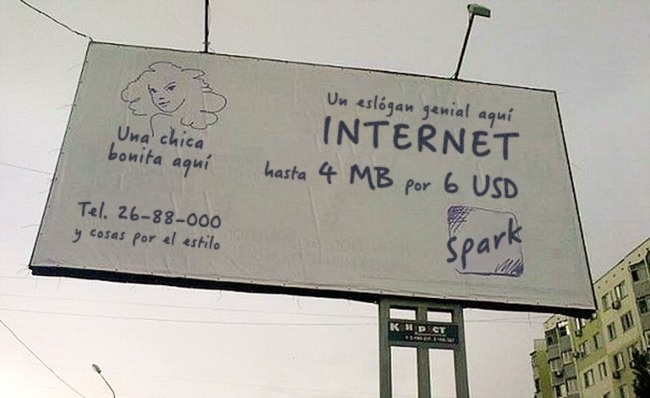 Una chica
bonita aquí
Tel. 26-88-000
y cosas por el estilo
Un eslógan genial aquí
INTERNET
hasta 4 MB por 6 USD
spark